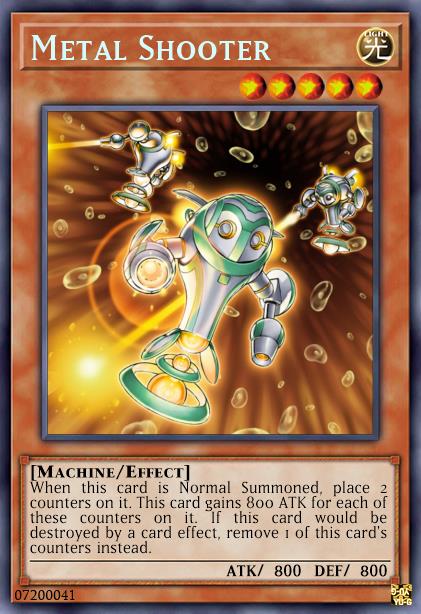 METAL SHOOTER
LIGHT
光
[MACHINE/EFFECT]
When this card is Normal Summoned, place 2
counters on it. This card gains 800 ATK for each of
these counters on it. If this card would be
destroyed by a card effect, remove 1 of this card's
counters instead.
ATK/ 800 DEF/ 800
07200041